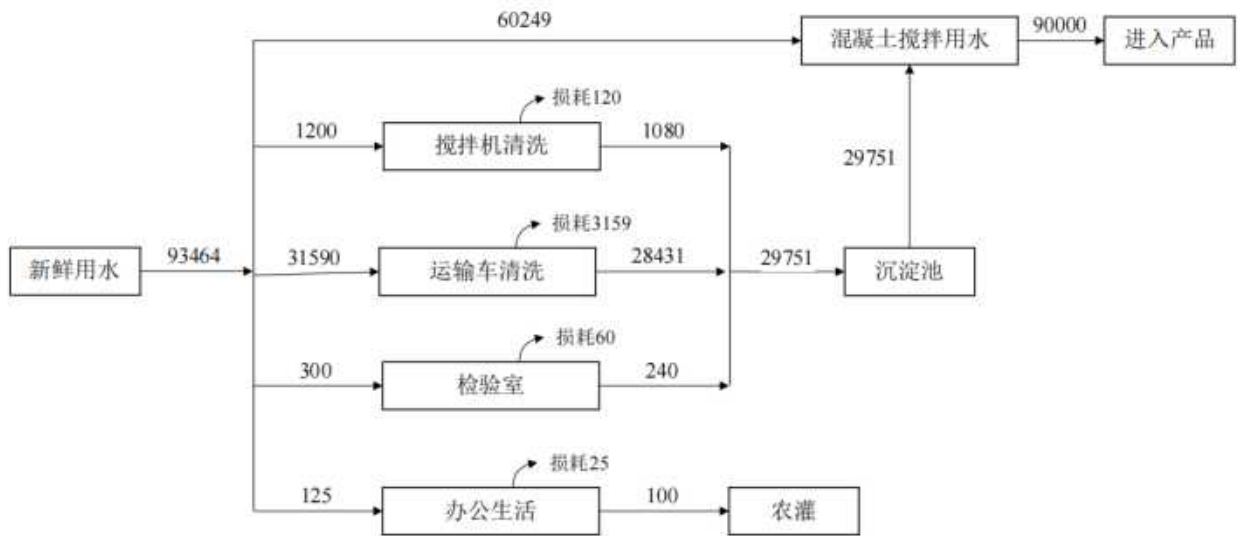 60249
混凝土搅拌用水
90000
进入产品
损耗120
1200
搅拌机清洗
1080
29751
损耗3159
新鲜用水
93464
31590
运输车清洗
28431
29751
沉淀池
损耗60
300
检验室
240
损耗25
125
办公生活
100
农灌